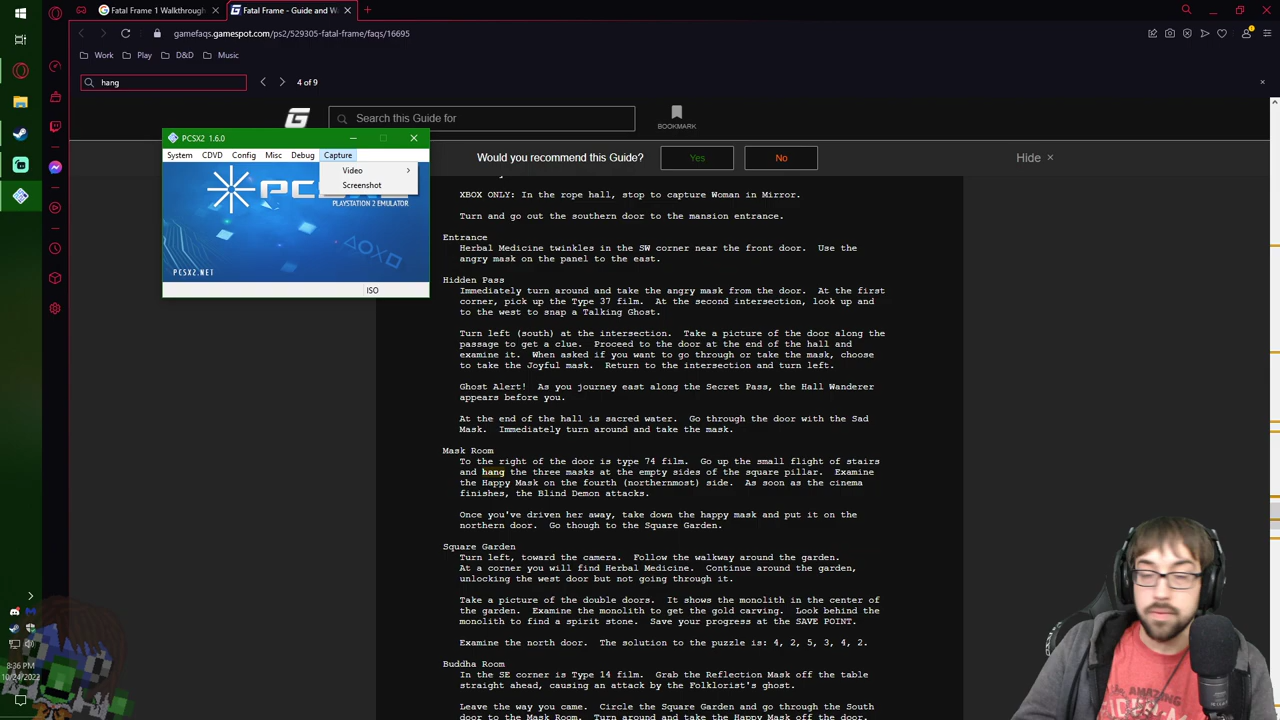 Fatal Frame 1 Walkthrough
Fatal Frame - Guide and W
gamefaqs.gamespot.com/ps2/529305-fatal-frame/faqs/16695
Work
Play
D&D
Music
hang
4 of 9
Search this Guide for
BOOKMARK
Would you recommend this Guide?
Yes
No
Hide ×
PCSX2 1.6.0
System CDVD Config Misc Debug Capture
Video
Screenshot
PLAYSTATION 2 EMULATOR
PCSX2.NET
ISO
XBOX ONLY: In the rope hall, stop to capture Woman in Mirror.
Turn and go out the southern door to the mansion entrance.
Entrance
Herbal Medicine twinkles in the SW corner near the front door. Use the
angry mask on the panel to the east.
Hidden Pass
Immediately turn around and take the angry mask from the door. At the first
corner, pick up the Type 37 film. At the second intersection, look up and
to the west to snap a Talking Ghost.
Turn left (south) at the intersection. Take a picture of the door along the
passage to get a clue. Proceed to the door at the end of the hall and
examine it. When asked if you want to go through or take the mask, choose
to take the Joyful mask. Return to the intersection and turn left.
Ghost Alert! As you journey east along the Secret Pass, the Hall Wanderer
appears before you.
At the end of the hall is sacred water. Go through the door with the Sad
Mask. Immediately turn around and take the mask.
Mask Room
To the right of the door is type 74 film. Go up the small flight of stairs
and hang the three masks at the empty sides of the square pillar. Examine
the Happy Mask on the fourth (northernmost) side. As soon as the cinema
finishes, the Blind Demon attacks.
Once you've driven her away, take down the happy mask and put it on the
northern door. Go though to the Square Garden.
Square Garden
Turn left, toward the camera. Follow the walkway around the garden.
At a corner you will find Herbal Medicine. Continue around the garden,
unlocking the west door but not going through it.
Take a picture of the double doors. It shows the monolith in the center of
the garden. Examine the monolith to get the gold carving. Look behind the
monolith to find a spirit stone. Save your progress at the SAVE POINT.
Examine the north door. The solution to the puzzle is: 4, 2, 5, 3, 4, 2.
Buddha Room
In the SE corner is Type 14 film. Grab the Reflection Mask off the table
straight ahead, causing an attack by the Folklorist's ghost.
Leave the way you came. Circle the Square Garden and go through the South
door to the Mask Room. Turn around and take the Happy Mask off the door.
8:36 PM
10/24/2022
AMAZING